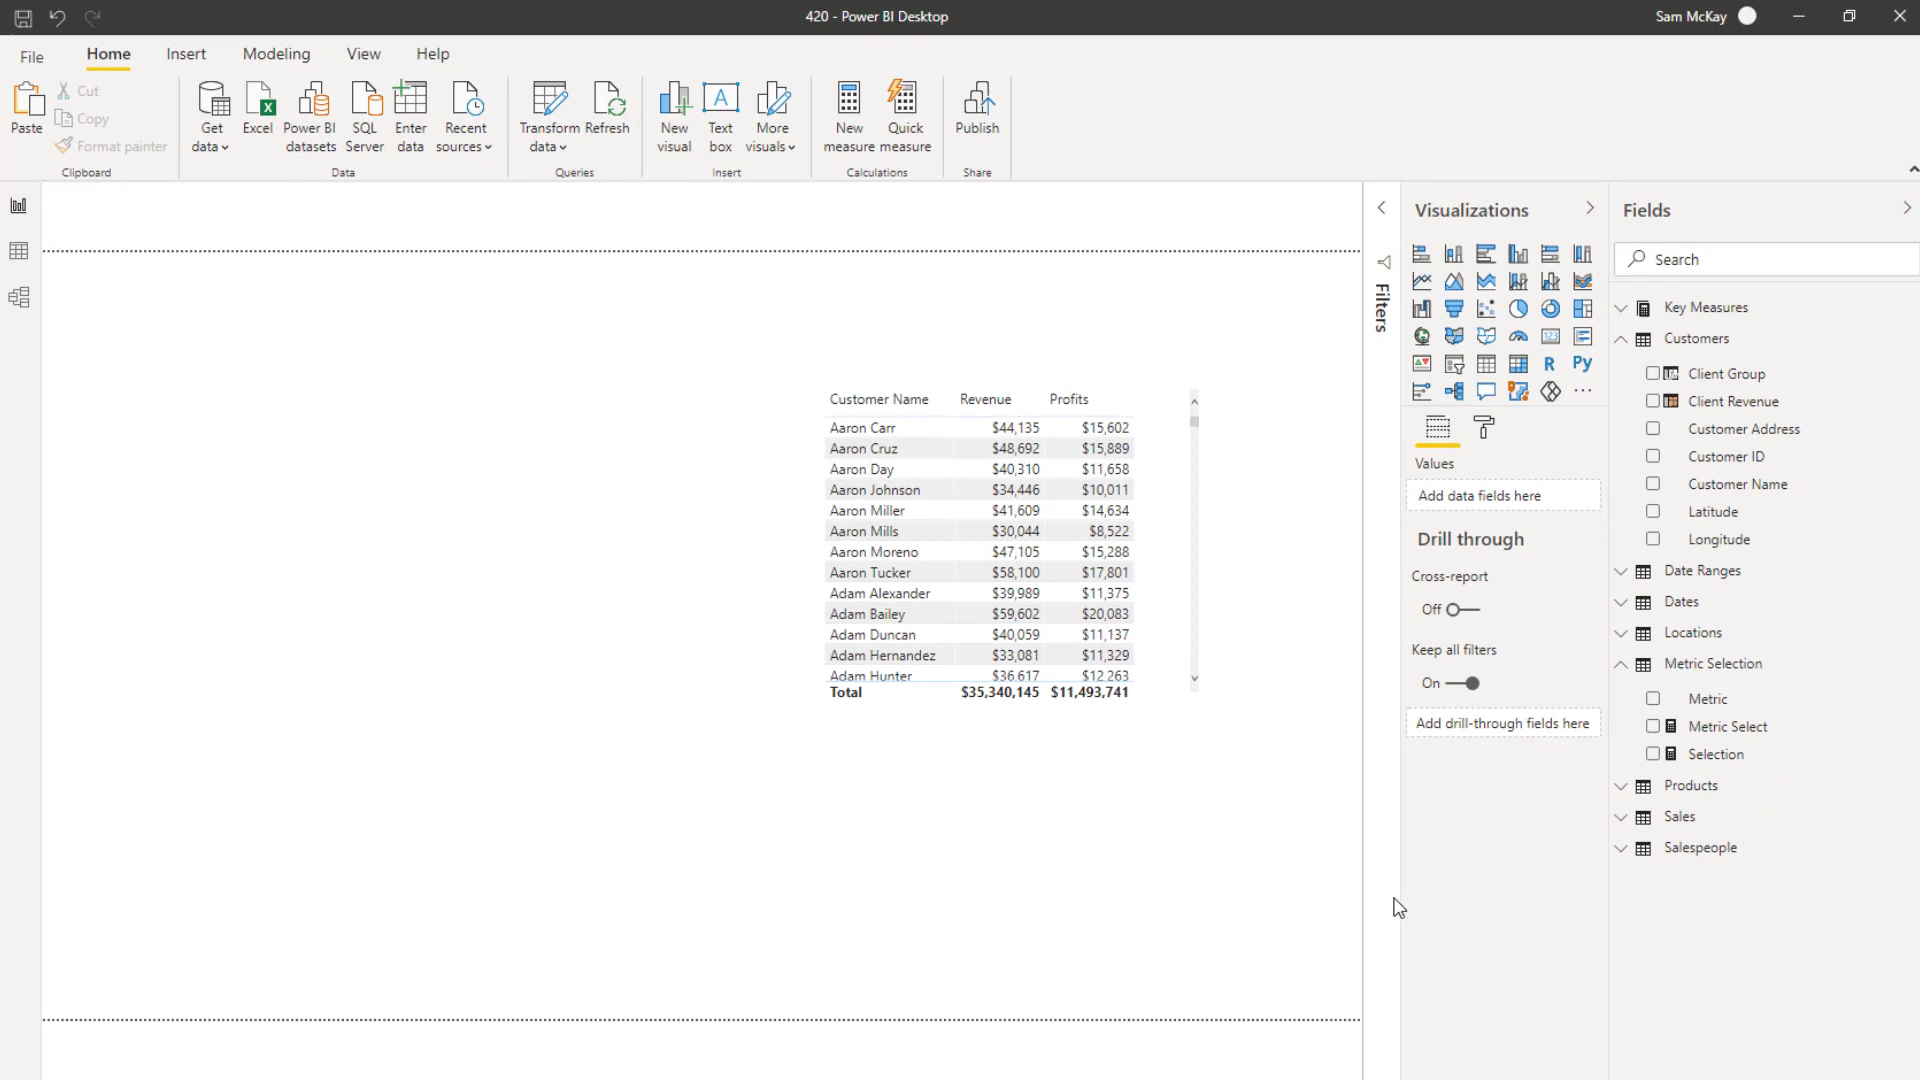 420 - Power BI Desktop
Sam McKay
File Home Insert Modeling View Help
Paste
Cut
Copy
Format painter
Clipboard
Get data
Excel
Power BI datasets
SQL Server
Enter data
Recent sources
Data
Transform data
Refresh
Queries
New visual
Text box
More visuals
Insert
New measure
Quick measure
Calculations
Publish
Share
Customer Name Revenue Profits
Aaron Carr $44,135 $15,602
Aaron Cruz $48,692 $15,889
Aaron Day $40,310 $11,658
Aaron Johnson $34,446 $10,011
Aaron Miller $41,609 $14,634
Aaron Mills $30,044 $8,522
Aaron Moreno $47,105 $15,288
Aaron Tucker $58,100 $17,801
Adam Alexander $39,989 $11,375
Adam Bailey $59,602 $20,083
Adam Duncan $40,059 $11,137
Adam Hernandez $33,081 $11,329
Adam Hunter $36,617 $12,263
Total $35,340,145 $11,493,741
Filters
Visualizations
123
R Py
Values
Add data fields here
Drill through
Cross-report
Off
Keep all filters
On
Add drill-through fields here
Fields
Search
Key Measures
Customers
Client Group
Client Revenue
Customer Address
Customer ID
Customer Name
Latitude
Longitude
Date Ranges
Dates
Locations
Metric Selection
Metric
Metric Select
Selection
Products
Sales
Salespeople